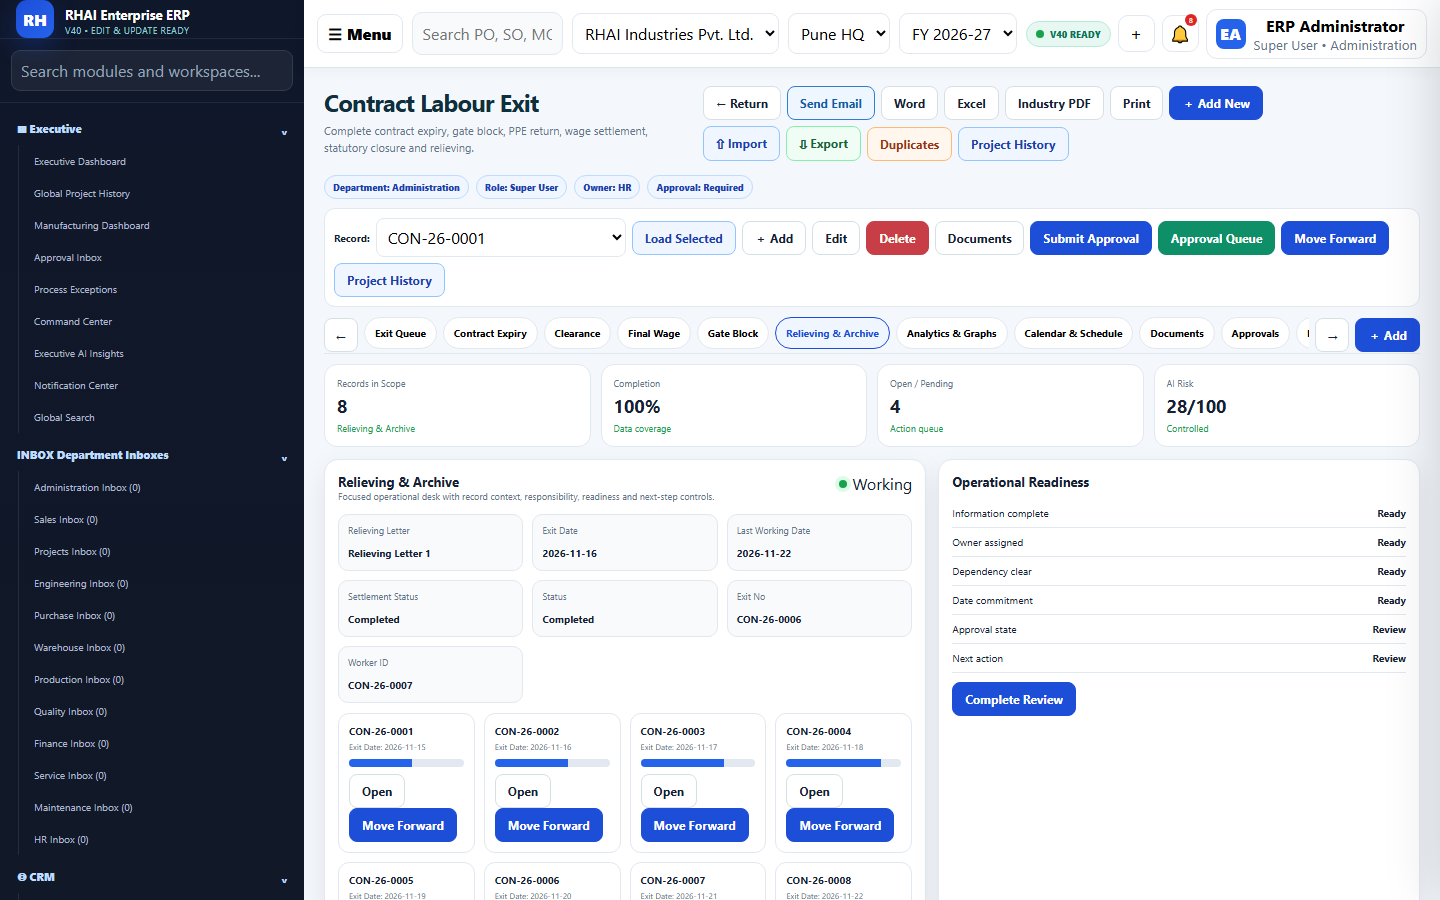 RH
RHAI Enterprise ERP
V40 • EDIT & UPDATE READY
Search modules and workspaces...
Executive
Executive Dashboard
Global Project History
Manufacturing Dashboard
Approval Inbox
Process Exceptions
Command Center
Executive AI Insights
Notification Center
Global Search
INBOX Department Inboxes
Administration Inbox (0)
Sales Inbox (0)
Projects Inbox (0)
Engineering Inbox (0)
Purchase Inbox (0)
Warehouse Inbox (0)
Production Inbox (0)
Quality Inbox (0)
Finance Inbox (0)
Service Inbox (0)
Maintenance Inbox (0)
HR Inbox (0)
CRM
☰ Menu
Search PO, SO, MC
RHAI Industries Pvt. Ltd.
Pune HQ
FY 2026-27
V40 READY
+
8
EA
ERP Administrator
Super User • Administration
Contract Labour Exit
Complete contract expiry, gate block, PPE return, wage settlement,
statutory closure and relieving.
← Return
Send Email
Word
Excel
Industry PDF
Print
+ Add New
⇧ Import
⇩ Export
Duplicates
Project History
Department: Administration
Role: Super User
Owner: HR
Approval: Required
Record:
CON-26-0001
Load Selected
+ Add
Edit
Delete
Documents
Submit Approval
Approval Queue
Move Forward
Project History
←
Exit Queue
Contract Expiry
Clearance
Final Wage
Gate Block
Relieving & Archive
Analytics & Graphs
Calendar & Schedule
Documents
Approvals
→
+ Add
Records in Scope
8
Relieving & Archive
Completion
100%
Data coverage
Open / Pending
4
Action queue
AI Risk
28/100
Controlled
Relieving & Archive
Focused operational desk with record context, responsibility, readiness and next-step controls.
Working
Relieving Letter
Relieving Letter 1
Exit Date
2026-11-16
Last Working Date
2026-11-22
Settlement Status
Completed
Status
Completed
Exit No
CON-26-0006
Worker ID
CON-26-0007
CON-26-0001
Exit Date: 2026-11-15
Open
Move Forward
CON-26-0002
Exit Date: 2026-11-16
Open
Move Forward
CON-26-0003
Exit Date: 2026-11-17
Open
Move Forward
CON-26-0004
Exit Date: 2026-11-18
Open
Move Forward
CON-26-0005
Exit Date: 2026-11-19
CON-26-0006
Exit Date: 2026-11-20
CON-26-0007
Exit Date: 2026-11-21
CON-26-0008
Exit Date: 2026-11-22
Operational Readiness
Information complete
Ready
Owner assigned
Ready
Dependency clear
Ready
Date commitment
Ready
Approval state
Review
Next action
Review
Complete Review